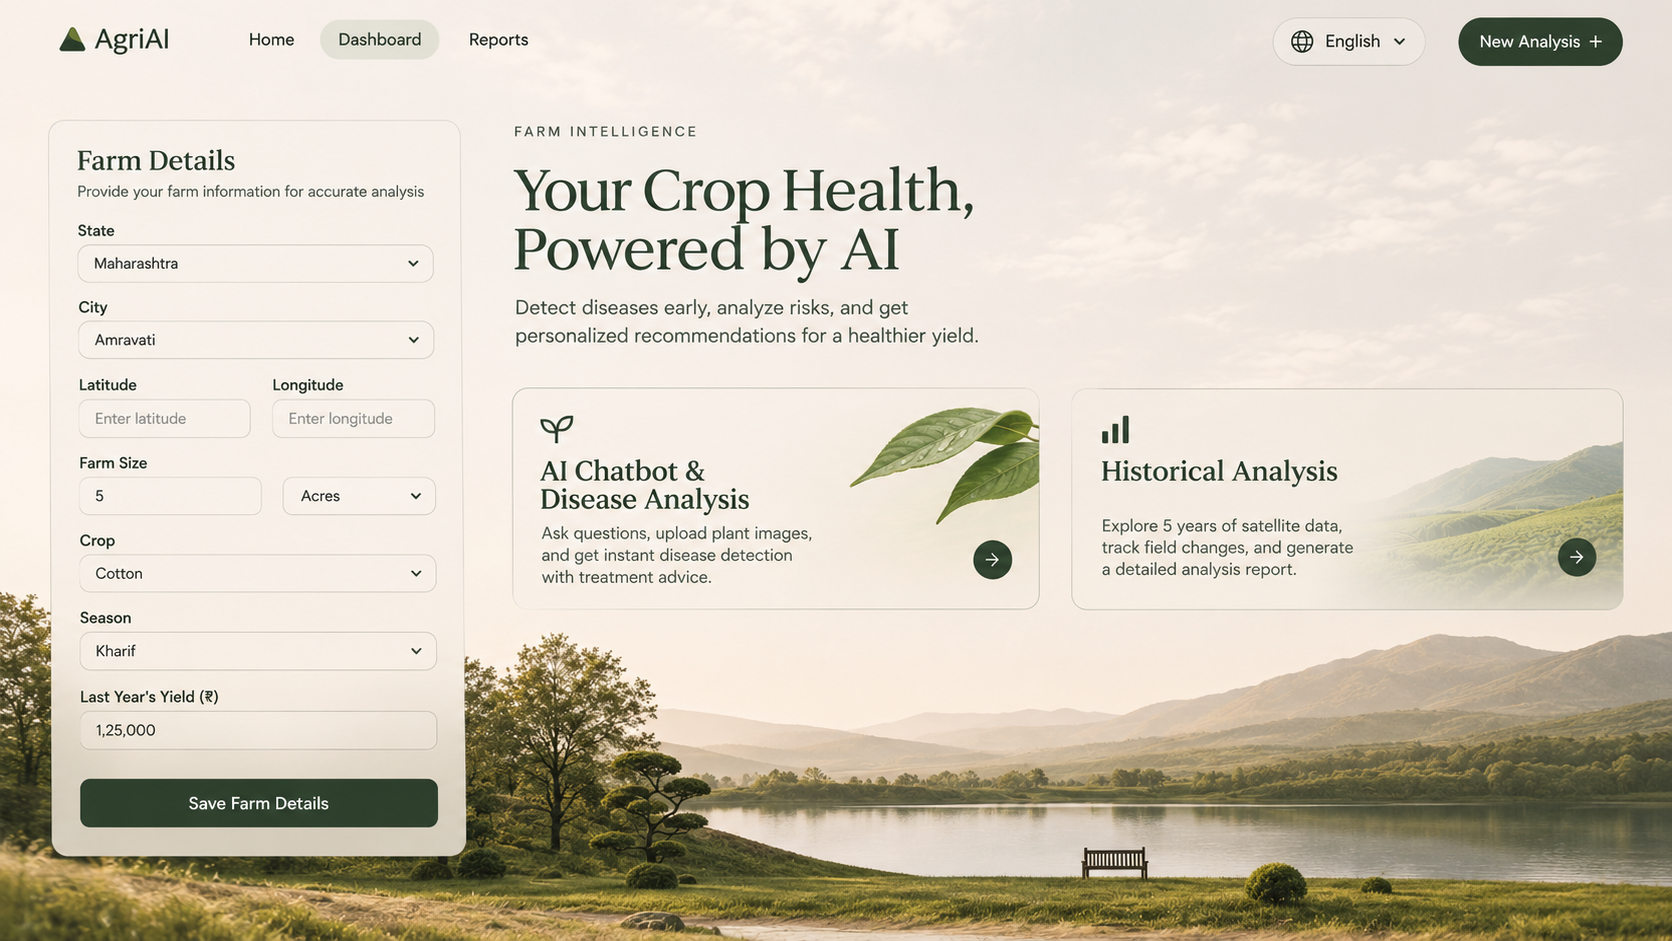 AgriAI
Home
Dashboard
Reports
English
New Analysis +
Farm Details
Provide your farm information for accurate analysis
State
Maharashtra
City
Amravati
Latitude
Longitude
Enter latitude
Enter longitude
Farm Size
5
Acres
Crop
Cotton
Season
Kharif
Last Year's Yield (₹)
1,25,000
Save Farm Details
FARM INTELLIGENCE
Your Crop Health,
Powered by AI
Detect diseases early, analyze risks, and get
personalized recommendations for a healthier yield.
AI Chatbot &
Disease Analysis
Ask questions, upload plant images,
and get instant disease detection
with treatment advice.
Historical Analysis
Explore 5 years of satellite data,
track field changes, and generate
a detailed analysis report.